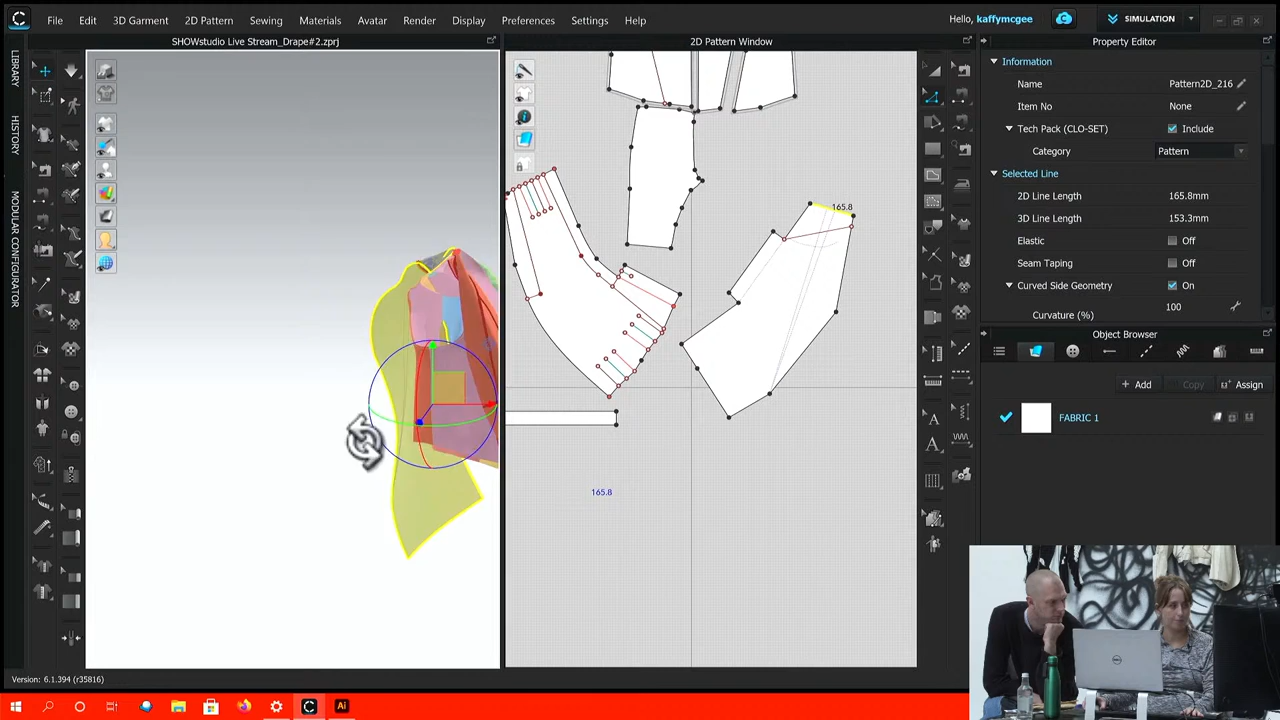 File Edit 3D Garment 2D Pattern Sewing Materials Avatar Render Display Preferences Settings Help
Hello, kaffymcgee
SIMULATION
SHOWstudio Live Stream_Drape#2.zprj
2D Pattern Window
Property Editor
LIBRARY
HISTORY
MODULAR CONFIGURATOR
165.8
165.8
Information
Name Pattern2D_216
Item No None
Tech Pack (CLO-SET) Include
Category Pattern
Selected Line
2D Line Length 165.8mm
3D Line Length 153.3mm
Elastic Off
Seam Taping Off
Curved Side Geometry On
Curvature (%) 100
Object Browser
+ Add Copy Assign
FABRIC 1
Version: 6.1.394 (r35816)
Ai